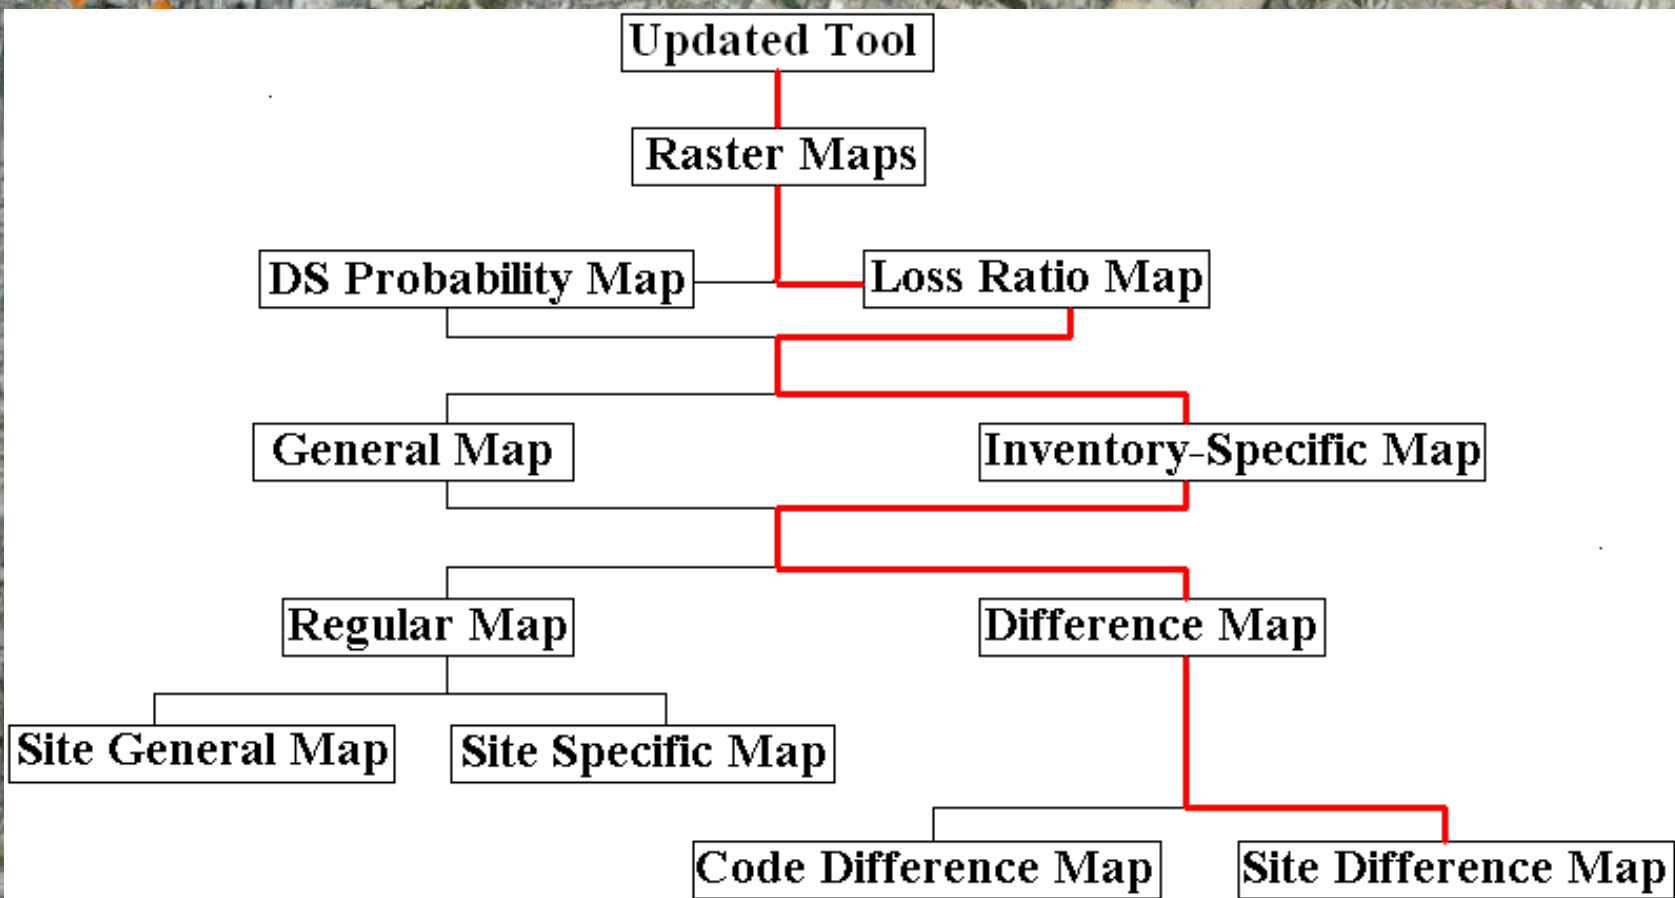 Updated Tool
Raster Maps
DS Probability Map
Loss Ratio Map
General Map
Inventory-Specific Map
Regular Map
Difference Map
Site General Map
Site Specific Map
Code Difference Map
Site Difference Map